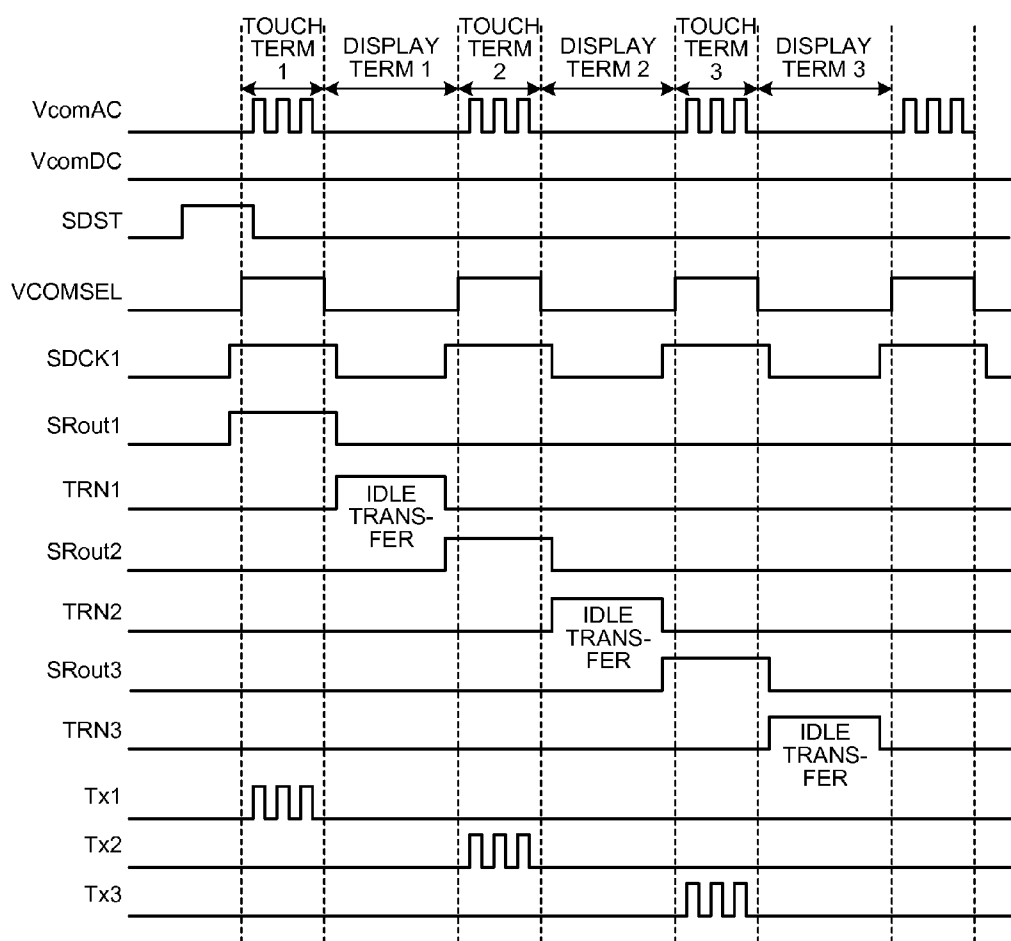 TOUCH
TERM
1
DISPLAY
TERM 1
TOUCH
TERM
2
DISPLAY
TERM 2
TOUCH
TERM
3
DISPLAY
TERM 3
VcomAC
VcomDC
SDST
VCOMSEL
SDCK1
SRout1
TRN1
IDLE
TRANS-
FER
SRout2
TRN2
IDLE
TRANS-
FER
SRout3
TRN3
IDLE
TRANS-
FER
Tx1
Tx2
Tx3